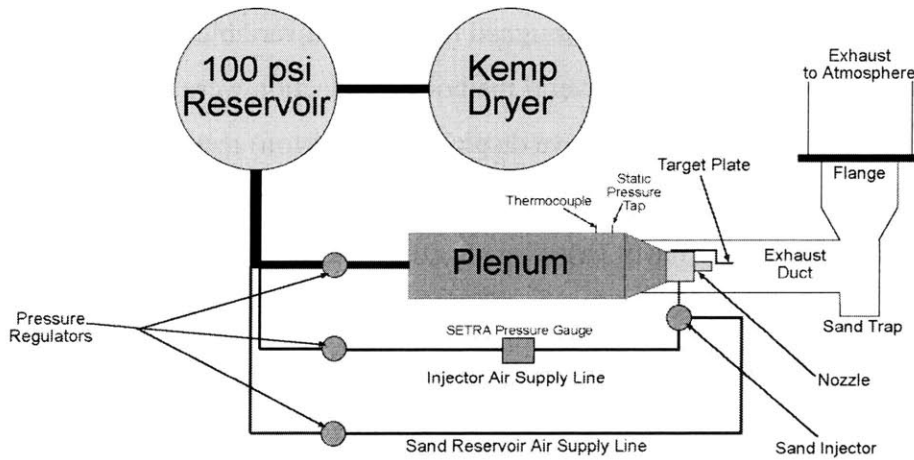 100 psi
Reservoir
Kemp
Dryer
Exhaust
to Atmosphere
Flange
Target Plate
Static
Pressure
Tap
Thermocouple
Plenum
Exhaust
Duct
Sand Trap
Pressure
Regulators
SETRA Pressure Gauge
Injector Air Supply Line
Nozzle
Sand Reservoir Air Supply Line
Sand Injector